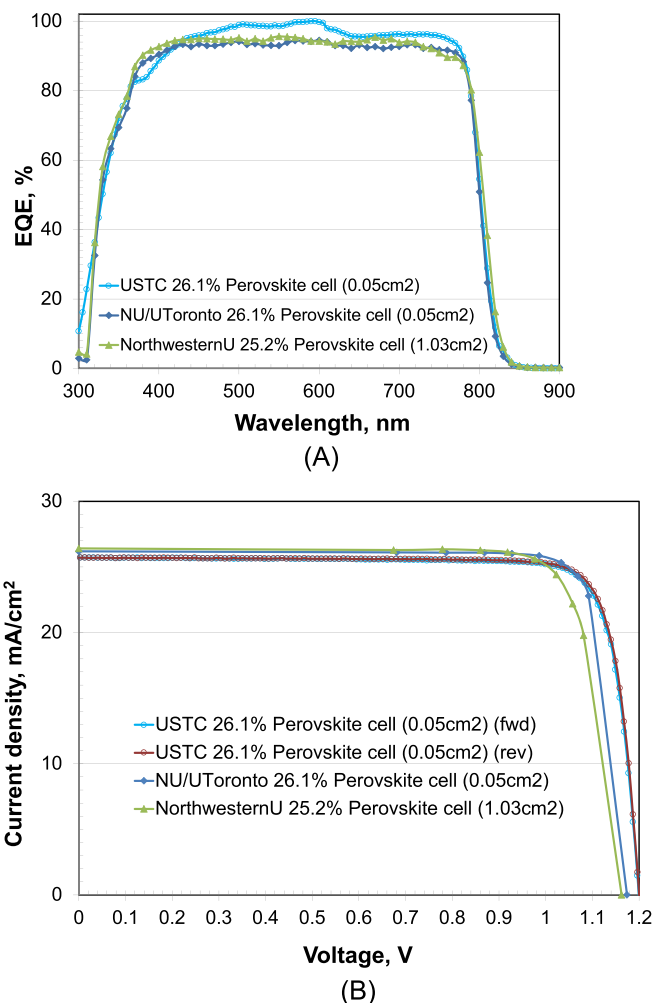 100
80
60
40
20
0
EQE, %
USTC 26.1% Perovskite cell (0.05cm2)
NU/UToronto 26.1% Perovskite cell (0.05cm2)
NorthwesternU 25.2% Perovskite cell (1.03cm2)
300 400 500 600 700 800 900
Wavelength, nm
(A)
30
20
10
0
Current density, mA/cm²
USTC 26.1% Perovskite cell (0.05cm2) (fwd)
USTC 26.1% Perovskite cell (0.05cm2) (rev)
NU/UToronto 26.1% Perovskite cell (0.05cm2)
NorthwesternU 25.2% Perovskite cell (1.03cm2)
0 0.1 0.2 0.3 0.4 0.5 0.6 0.7 0.8 0.9 1 1.1 1.2
Voltage, V
(B)